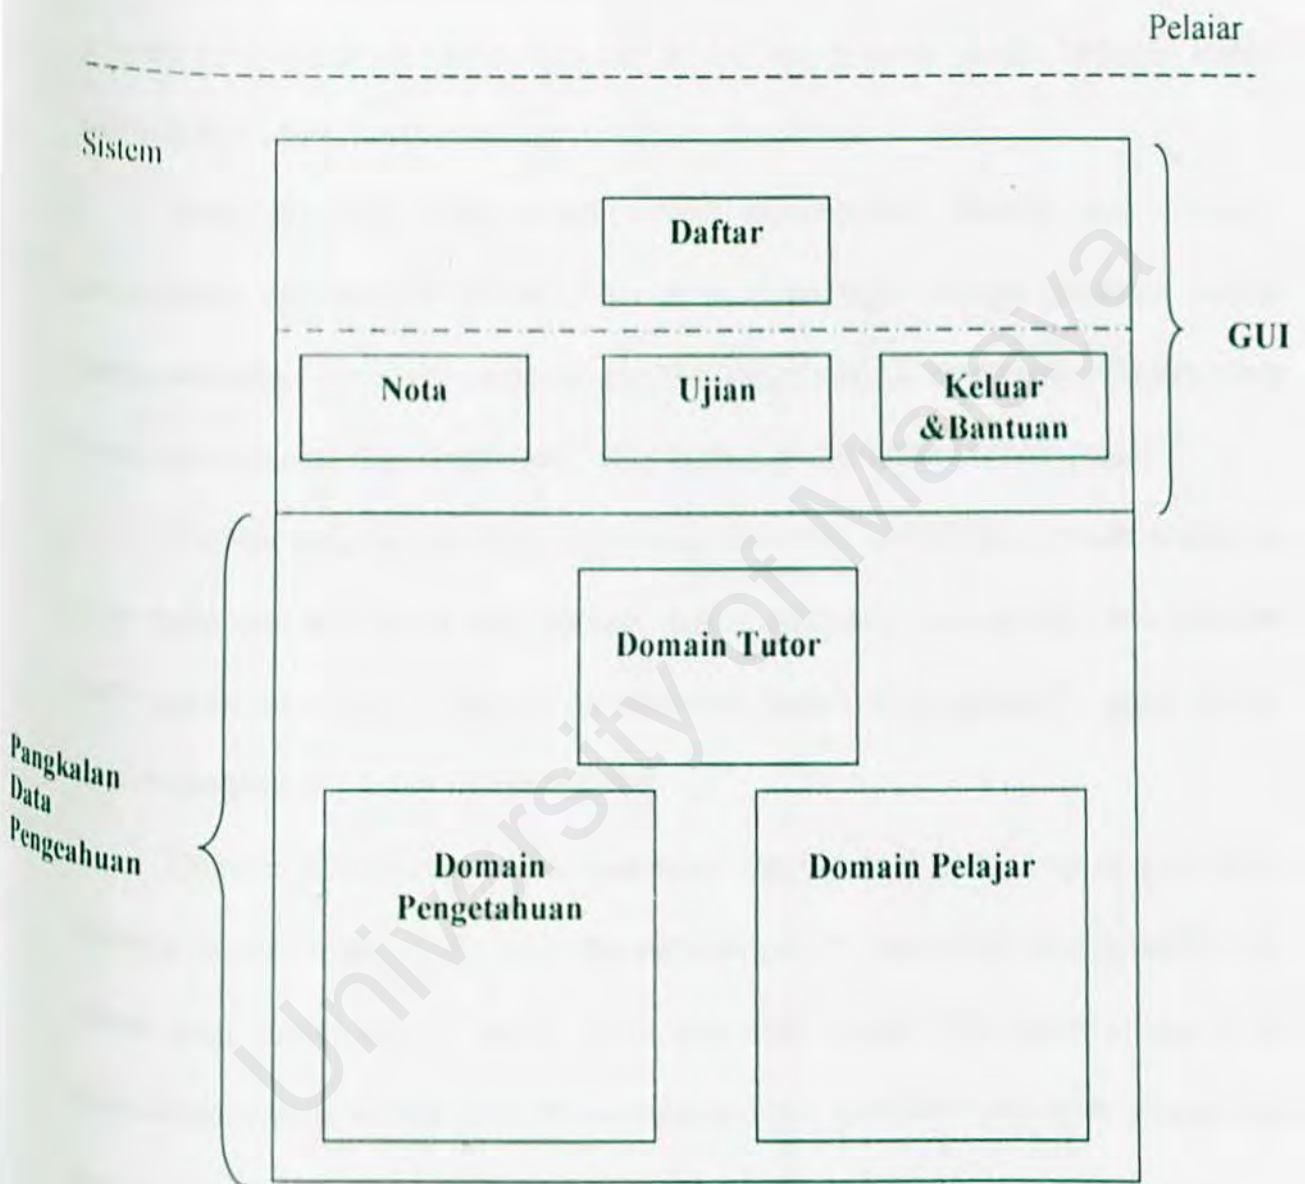 Pelaiar
Sistem
Daftar
GUI
Nota
Ujian
Keluar
&Bantuan
Domain Tutor
Pangkalan
Data
Pengeahuan
Domain
Pengetahuan
Domain Pelajar
University of Malaya